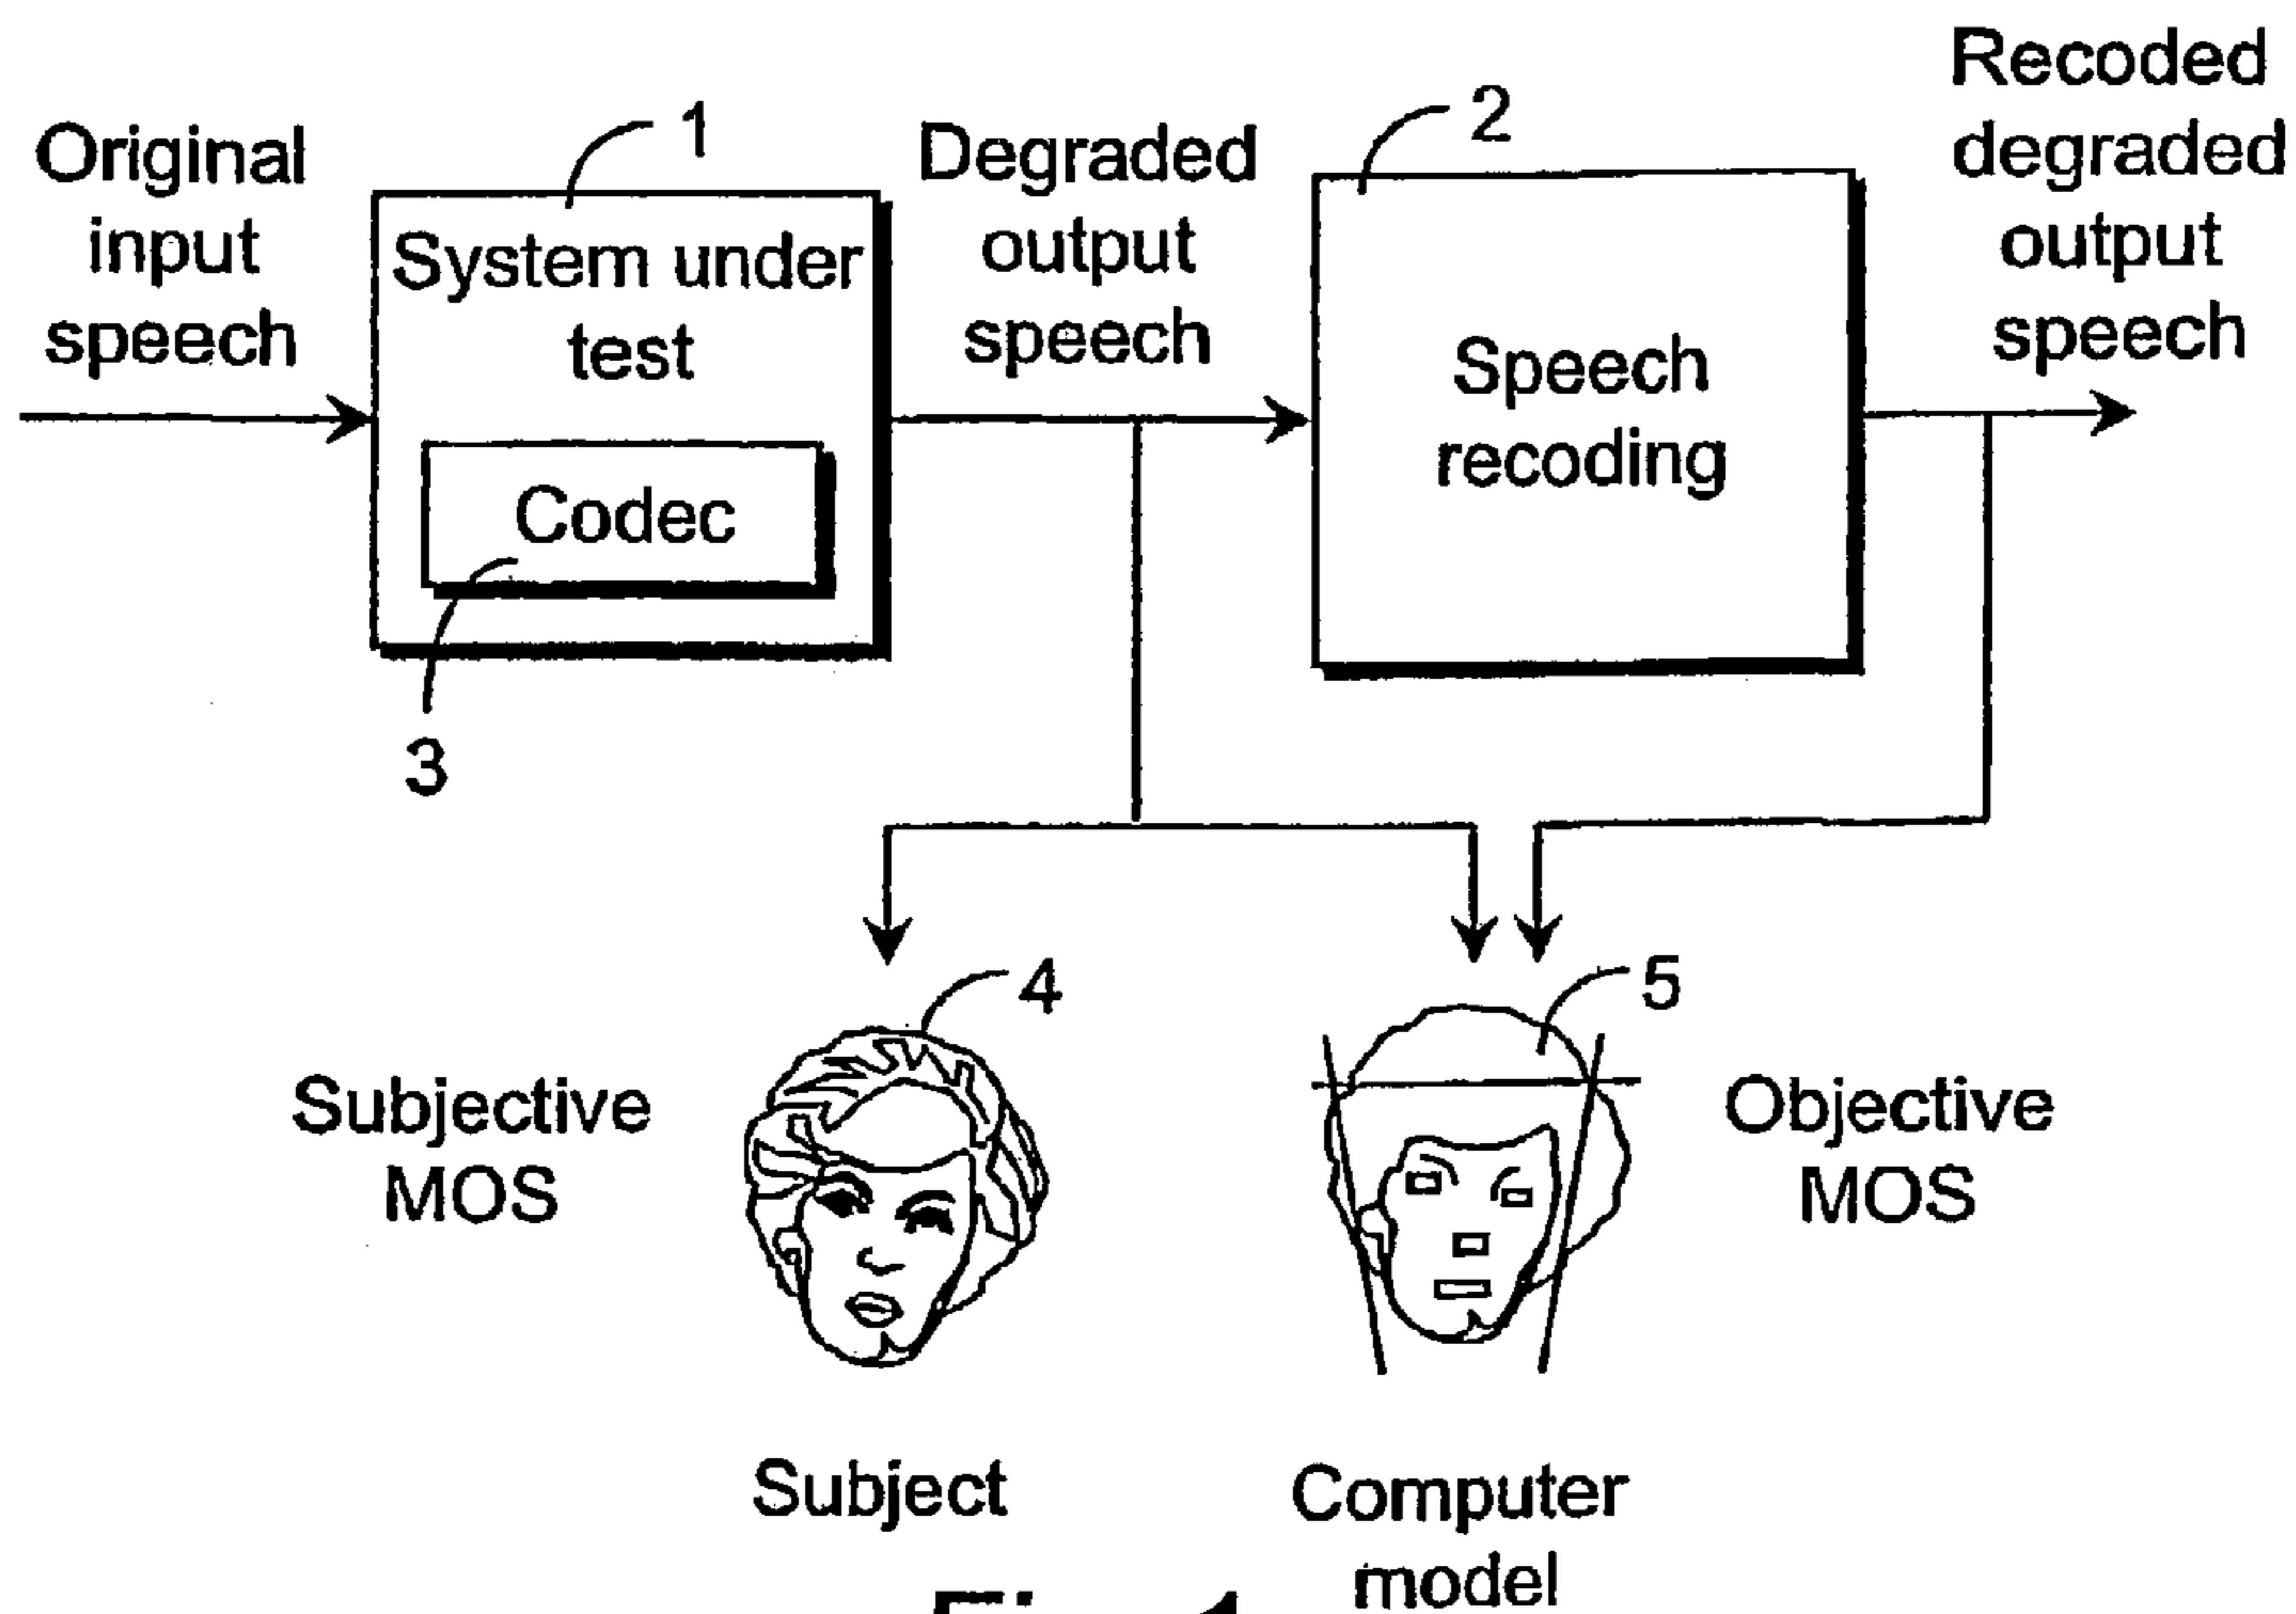 Original
input
speech
1
System under
test
Codec
3
Degraded
output
speech
2
Speech
recoding
Recoded
degraded
output
speech
4
5
Subjective
MOS
Objective
MOS
Subject
Computer
model